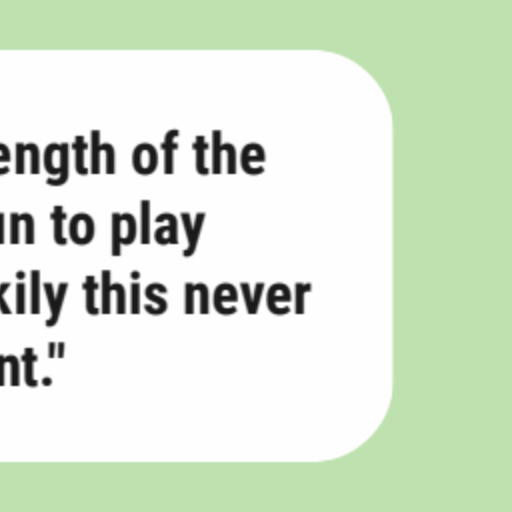 ength of the
un to play
kily this never
nt."